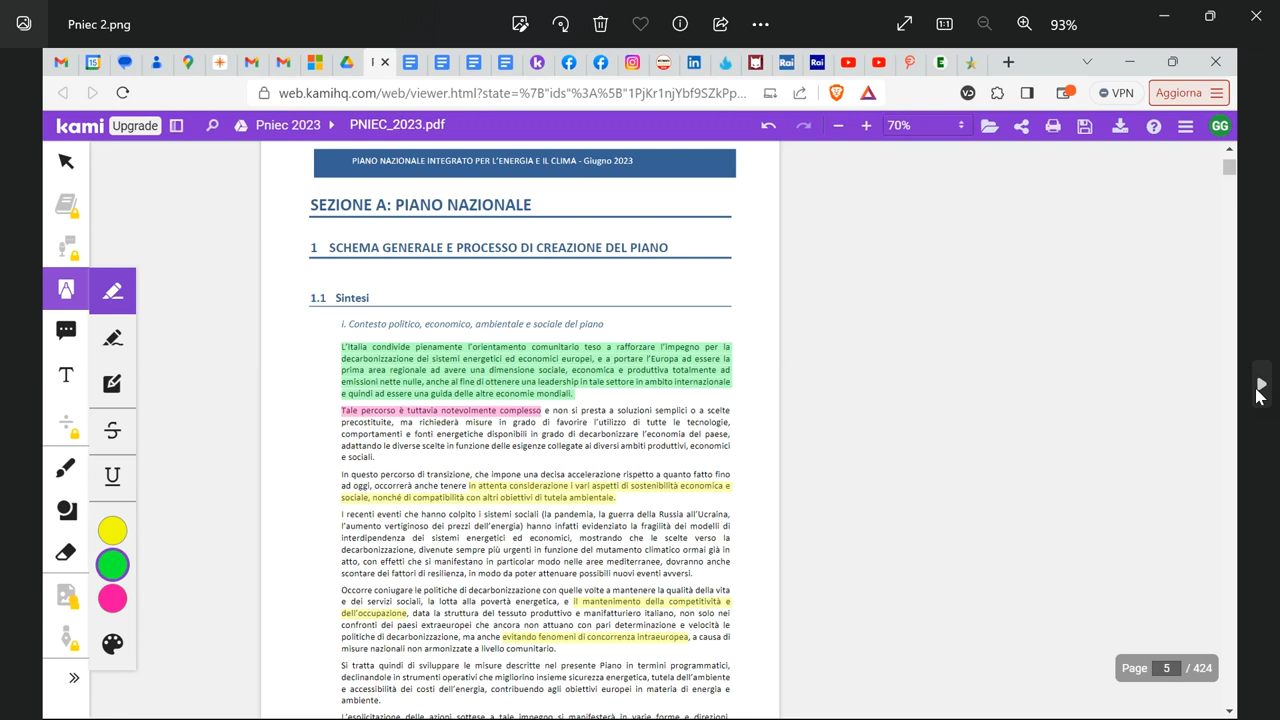 Pniec 2.png
93%
web.kamihq.com/web/viewer.html?state=%7B"ids"%3A%5B"1PjKr1njYbf9SZkPp...
VPN
Aggiorna
kami
Upgrade
Pniec 2023
PNIEC_2023.pdf
70%
GG
PIANO NAZIONALE INTEGRATO PER L'ENERGIA E IL CLIMA - Giugno 2023
SEZIONE A: PIANO NAZIONALE
1 SCHEMA GENERALE E PROCESSO DI CREAZIONE DEL PIANO
1.1 Sintesi
i. Contesto politico, economico, ambientale e sociale del piano
L'Italia condivide pienamente l'orientamento comunitario teso a rafforzare l'impegno per la
decarbonizzazione dei sistemi energetici ed economici europei, e a portare l'Europa ad essere la
prima area regionale ad avere una dimensione sociale, economica e produttiva totalmente ad
emissioni nette nulle, anche al fine di ottenere una leadership in tale settore in ambito internazionale
e quindi ad essere una guida delle altre economie mondiali.
Tale percorso è tuttavia notevolmente complesso e non si presta a soluzioni semplici o a scelte
precostituite, ma richiederà misure in grado di favorire l'utilizzo di tutte le tecnologie,
comportamenti e fonti energetiche disponibili in grado di decarbonizzare l'economia del paese,
adattando le diverse scelte in funzione delle esigenze collegate ai diversi ambiti produttivi, economici
e sociali.
In questo percorso di transizione, che impone una decisa accelerazione rispetto a quanto fatto fino
ad oggi, occorrerà anche tenere in attenta considerazione i vari aspetti di sostenibilità economica e
sociale, nonché di compatibilità con altri obiettivi di tutela ambientale.
I recenti eventi che hanno colpito i sistemi sociali (la pandemia, la guerra della Russia all'Ucraina,
l'aumento vertiginoso dei prezzi dell'energia) hanno infatti evidenziato la fragilità dei modelli di
interdipendenza dei sistemi energetici ed economici, mostrando che le scelte verso la
decarbonizzazione, divenute sempre più urgenti in funzione del mutamento climatico ormai già in
atto, con effetti che si manifestano in particolar modo nelle aree mediterranee, dovranno anche
scontare dei fattori di resilienza, in modo da poter attenuare possibili nuovi eventi avversi.
Occorre coniugare le politiche di decarbonizzazione con quelle volte a mantenere la qualità della vita
e dei servizi sociali, la lotta alla povertà energetica, e il mantenimento della competitività e
dell'occupazione, data la struttura del tessuto produttivo e manifatturiero italiano, non solo nei
confronti dei paesi extraeuropei che ancora non attuano con pari determinazione e velocità le
politiche di decarbonizzazione, ma anche evitando fenomeni di concorrenza intraeuropea, a causa di
misure nazionali non armonizzate a livello comunitario.
Si tratta quindi di sviluppare le misure descritte nel presente Piano in termini programmatici,
declinandole in strumenti operativi che migliorino insieme sicurezza energetica, tutela dell'ambiente
e accessibilità dei costi dell'energia, contribuendo agli obiettivi europei in materia di energia e
ambiente.
L'esplicitazione delle azioni sottese a tale impegno si manifesterà in varie forme e direzioni,
Page 5 / 424